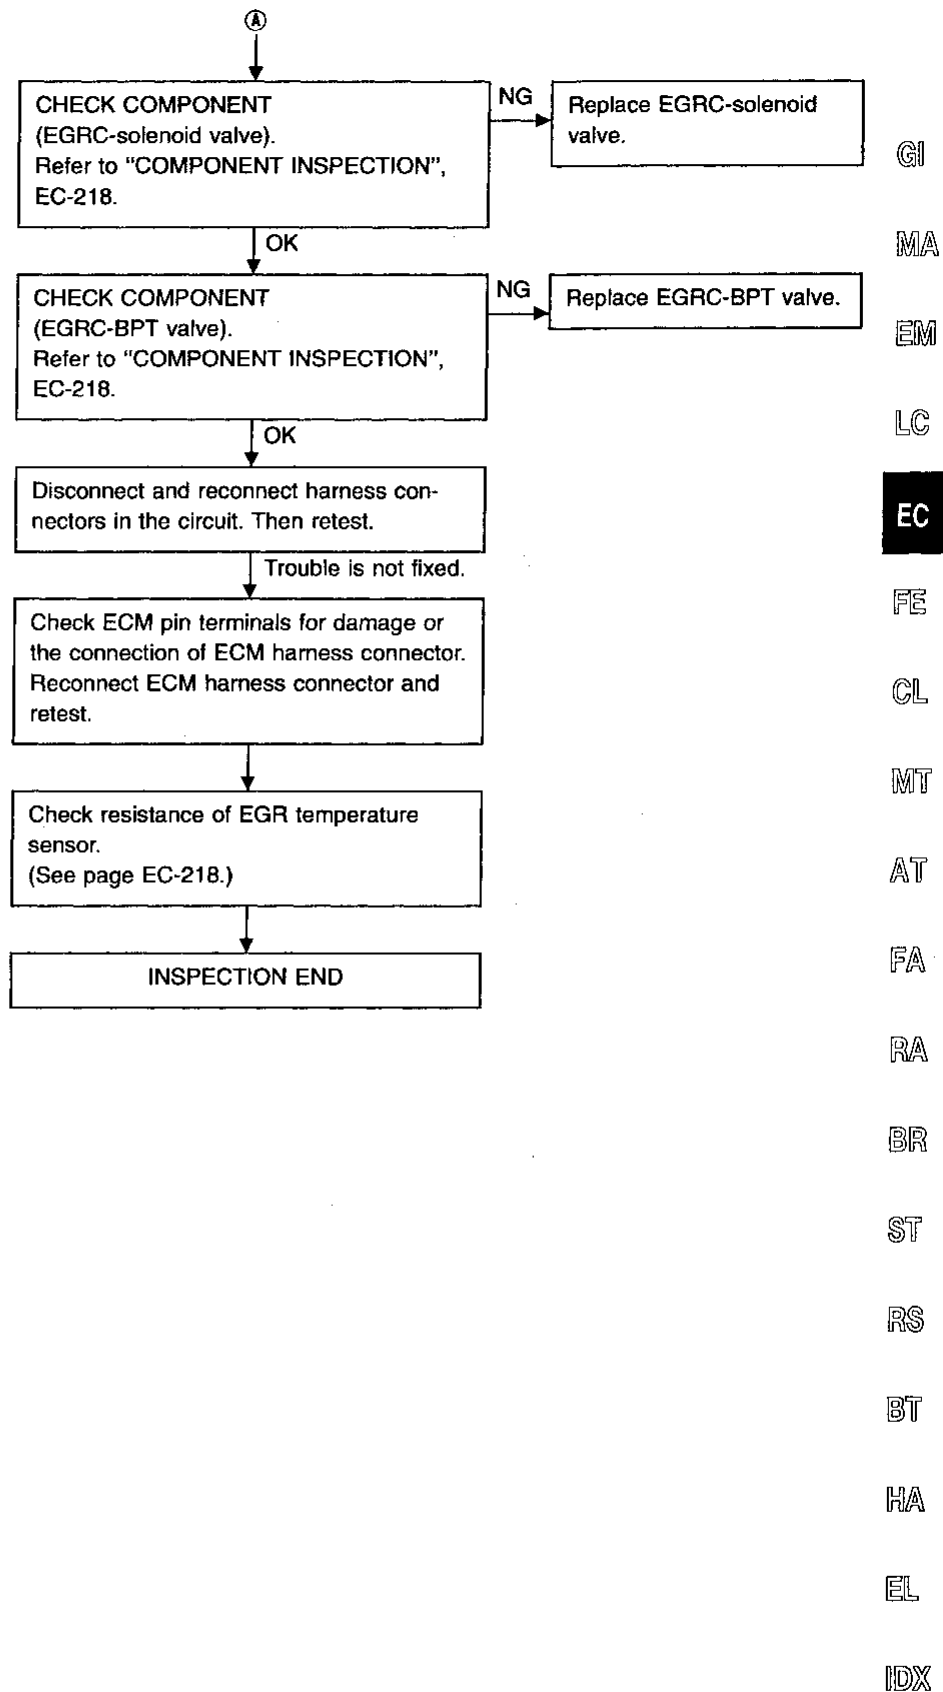 Ⓐ
CHECK COMPONENT
(EGRC-solenoid valve).
Refer to “COMPONENT INSPECTION”,
EC-218.
NG
Replace EGRC-solenoid
valve.
OK
CHECK COMPONENT
(EGRC-BPT valve).
Refer to “COMPONENT INSPECTION”,
EC-218.
NG
Replace EGRC-BPT valve.
OK
Disconnect and reconnect harness con-
nectors in the circuit. Then retest.
Trouble is not fixed.
Check ECM pin terminals for damage or
the connection of ECM harness connector.
Reconnect ECM harness connector and
retest.
Check resistance of EGR temperature
sensor.
(See page EC-218.)
INSPECTION END
GI
MA
EM
LC
EC
FE
CL
MT
AT
FA
RA
BR
ST
RS
BT
HA
EL
IDX